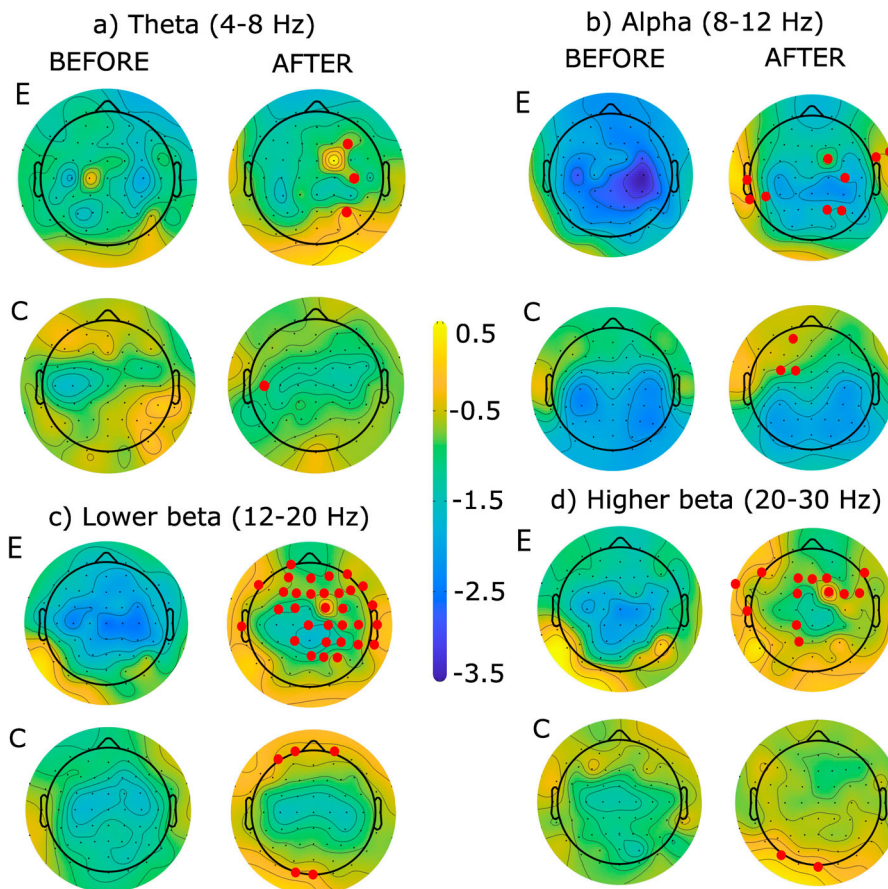 a) Theta (4-8 Hz)
BEFORE AFTER
E
C
b) Alpha (8-12 Hz)
BEFORE AFTER
E
C
0.5
-0.5
-1.5
-2.5
-3.5
c) Lower beta (12-20 Hz)
E
C
d) Higher beta (20-30 Hz)
E
C